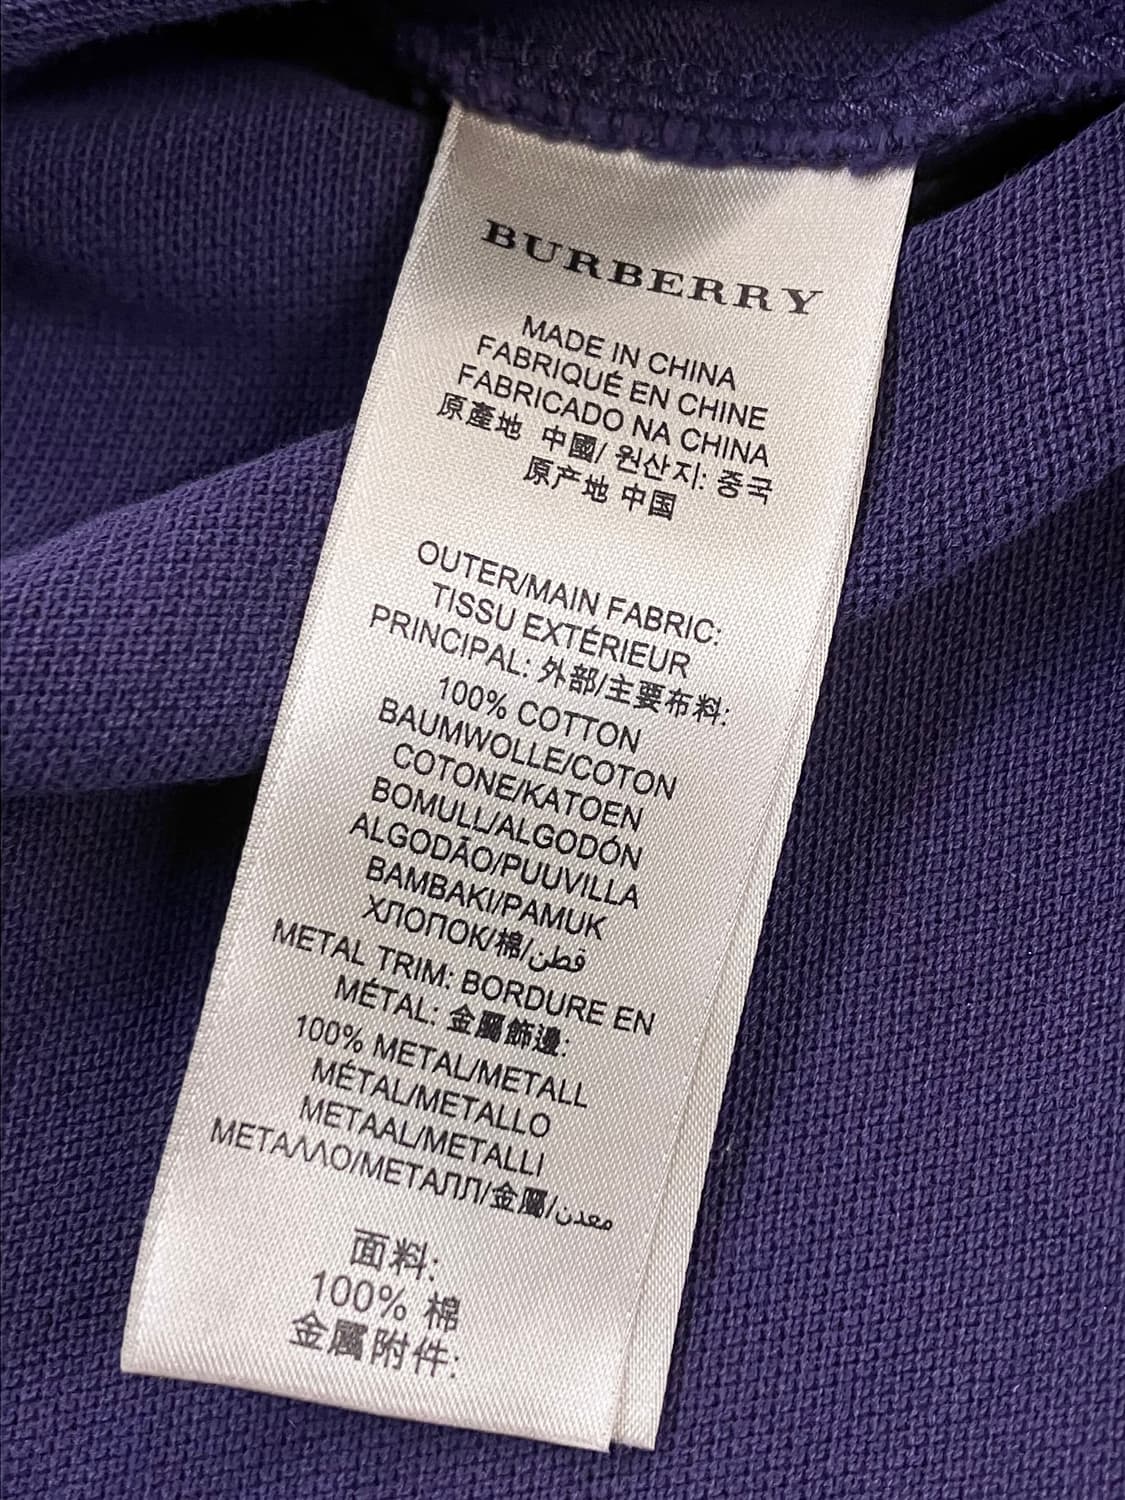 BURBERRY
MADE IN CHINA
FABRIQUÉ EN CHINE
FABRICADO NA CHINA
原產地 中國/ 원산지: 중국
原产地 中国
OUTER/MAIN FABRIC:
TISSU EXTÉRIEUR
PRINCIPAL: 外部/主要布料:
100% COTTON
BAUMWOLLE/COTON
COTONE/KATOEN
BOMULL/ALGODÓN
ALGODÃO/PUUVILLA
BAMBAKI/PAMUK
ХЛОПОК/棉/قطن
METAL TRIM: BORDURE EN
MÉTAL: 金屬飾邊:
100% METAL/METALL
MÉTAL/METALLO
METAAL/METALLI
ΜΕΤΑΛΛΟ/МЕТАЛЛ/金屬/معدن
面料:
100% 棉
金屬附件: